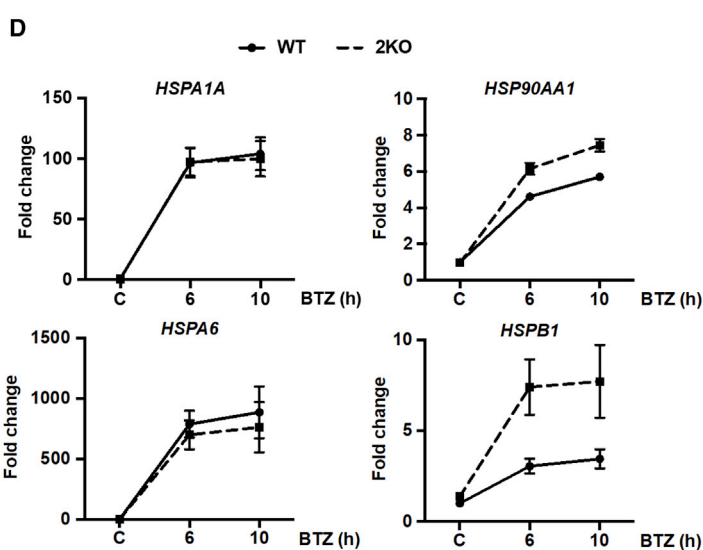 D
WT 2KO
HSPA1A
Fold change
150
100
50
0
C 6 10 BTZ (h)
HSP90AA1
Fold change
10
8
6
4
2
0
C 6 10 BTZ (h)
HSPA6
Fold change
1500
1000
500
0
C 6 10 BTZ (h)
HSPB1
Fold change
10
5
0
C 6 10 BTZ (h)